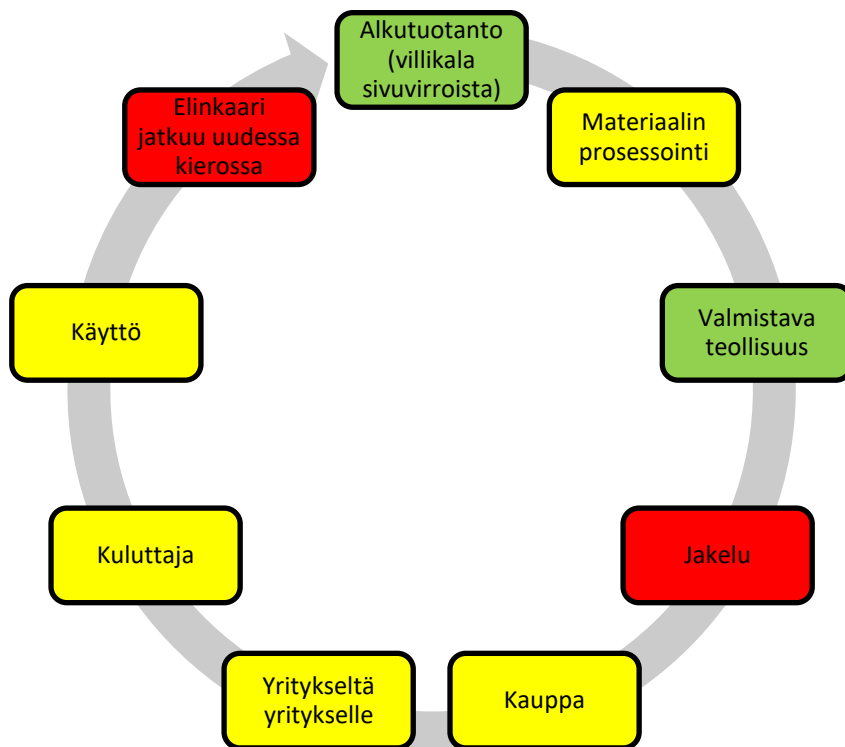 Alkutuotanto
(villikala
sivuvirroista)
Materiaalin
prosessointi
Valmistava
teollisuus
Jakelu
Kauppa
Yritykseltä
yritykselle
Kuluttaja
Käyttö
Elinkaari
jatkuu uudessa
kierossa